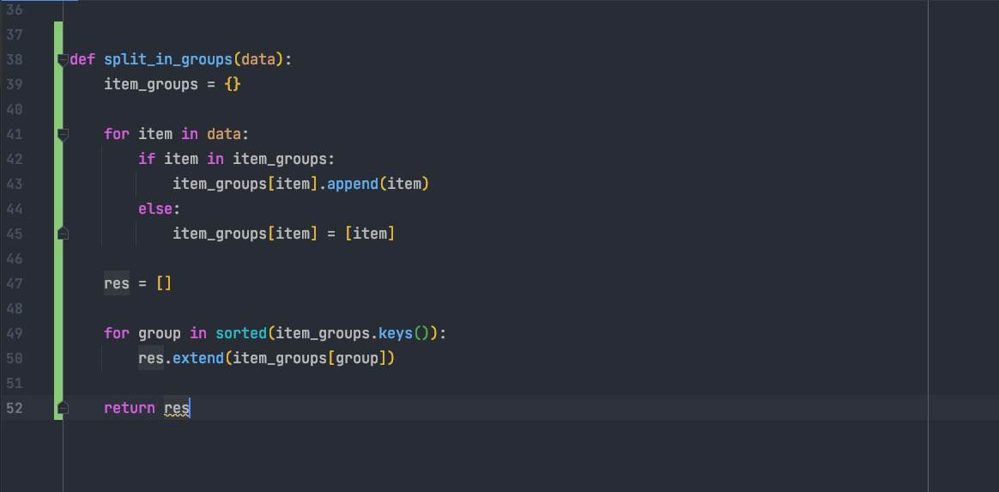 36
37
38 def split_in_groups(data):
39     item_groups = {}
40
41     for item in data:
42         if item in item_groups:
43             item_groups[item].append(item)
44         else:
45             item_groups[item] = [item]
46
47     res = []
48
49     for group in sorted(item_groups.keys()):
50         res.extend(item_groups[group])
51
52     return res